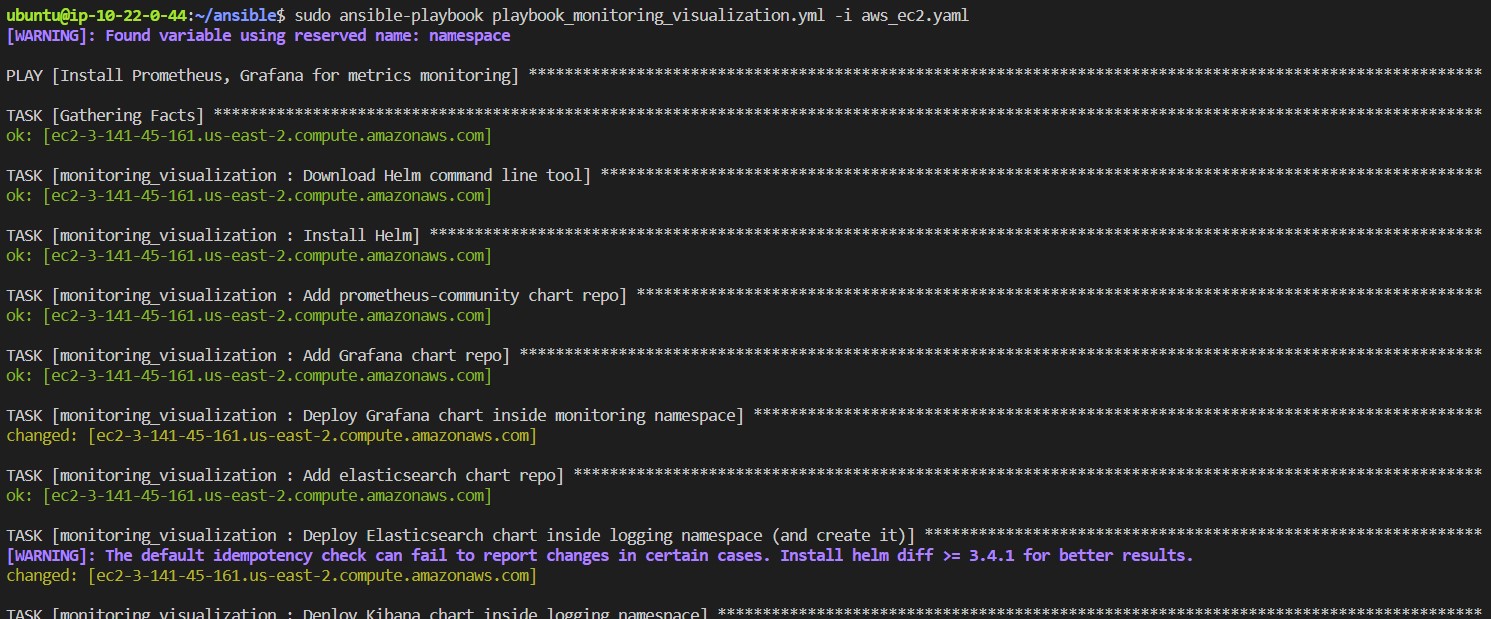 ubuntu@ip-10-22-0-44:~/ansible$ sudo ansible-playbook playbook_monitoring_visualization.yml -i aws_ec2.yaml
[WARNING]: Found variable using reserved name: namespace
PLAY [Install Prometheus, Grafana for metrics monitoring] **********************************************************************************************************
TASK [Gathering Facts] *********************************************************************************************************************************************
ok: [ec2-3-141-45-161.us-east-2.compute.amazonaws.com]
TASK [monitoring_visualization : Download Helm command line tool] **************************************************************************************************
ok: [ec2-3-141-45-161.us-east-2.compute.amazonaws.com]
TASK [monitoring_visualization : Install Helm] *********************************************************************************************************************
ok: [ec2-3-141-45-161.us-east-2.compute.amazonaws.com]
TASK [monitoring_visualization : Add prometheus-community chart repo] **********************************************************************************************
ok: [ec2-3-141-45-161.us-east-2.compute.amazonaws.com]
TASK [monitoring_visualization : Add Grafana chart repo] ***********************************************************************************************************
ok: [ec2-3-141-45-161.us-east-2.compute.amazonaws.com]
TASK [monitoring_visualization : Deploy Grafana chart inside monitoring namespace] *********************************************************************************
changed: [ec2-3-141-45-161.us-east-2.compute.amazonaws.com]
TASK [monitoring_visualization : Add elasticsearch chart repo] *****************************************************************************************************
ok: [ec2-3-141-45-161.us-east-2.compute.amazonaws.com]
TASK [monitoring_visualization : Deploy Elasticsearch chart inside logging namespace (and create it)] **************************************************************
[WARNING]: The default idempotency check can fail to report changes in certain cases. Install helm diff >= 3.4.1 for better results.
changed: [ec2-3-141-45-161.us-east-2.compute.amazonaws.com]
TASK [monitoring_visualization : Deploy Kibana chart inside logging namespace] *************************************************************************************